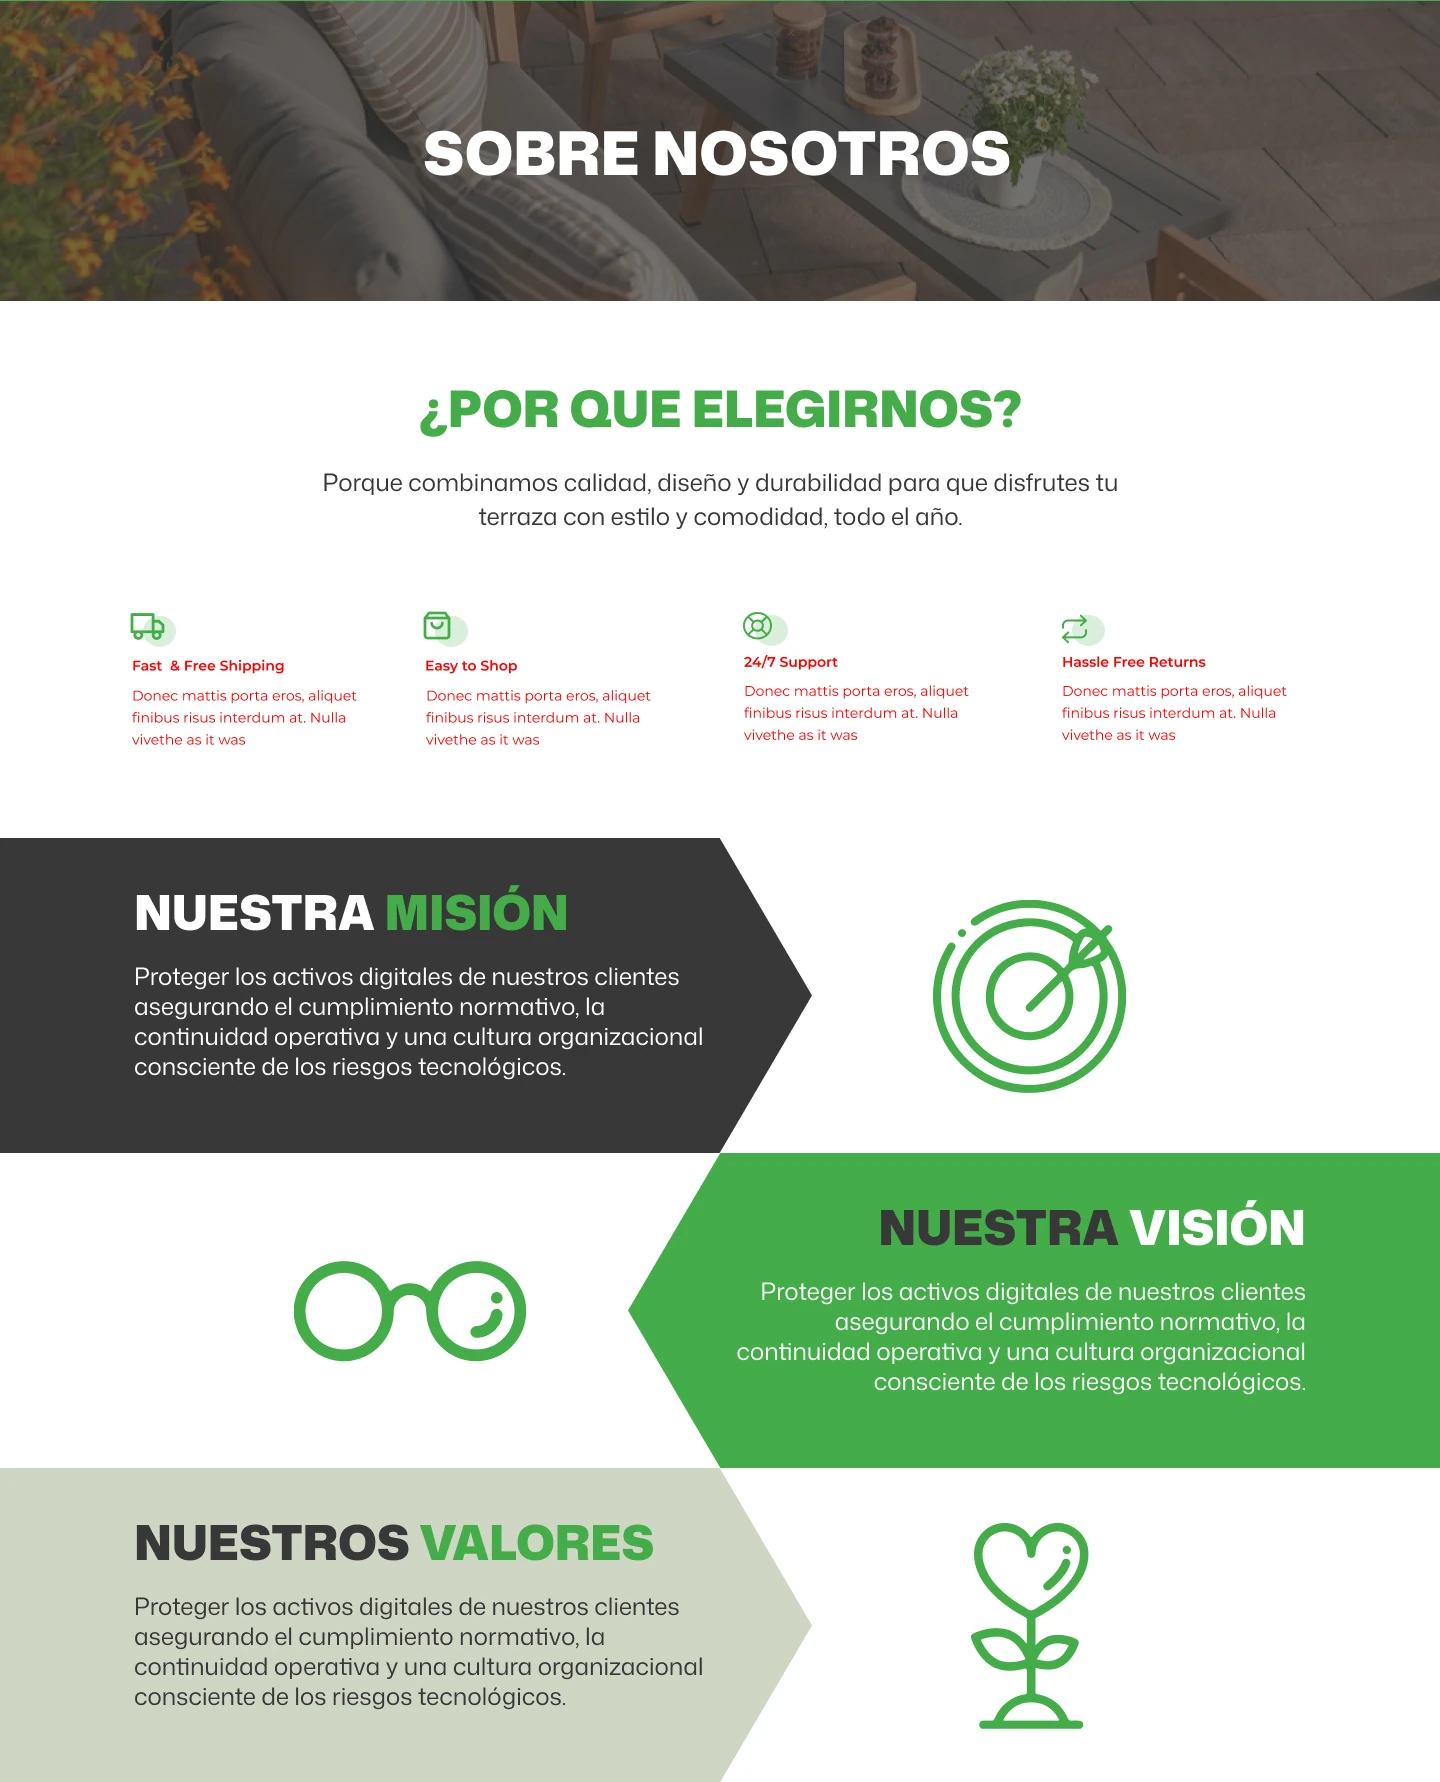 SOBRE NOSOTROS
¿POR QUE ELEGIRNOS?
Porque combinamos calidad, diseño y durabilidad para que disfrutes tu
terraza con estilo y comodidad, todo el año.
Fast & Free Shipping
Donec mattis porta eros, aliquet
finibus risus interdum at. Nulla
vivethe as it was
Easy to Shop
Donec mattis porta eros, aliquet
finibus risus interdum at. Nulla
vivethe as it was
24/7 Support
Donec mattis porta eros, aliquet
finibus risus interdum at. Nulla
vivethe as it was
Hassle Free Returns
Donec mattis porta eros, aliquet
finibus risus interdum at. Nulla
vivethe as it was
NUESTRA MISIÓN
Proteger los activos digitales de nuestros clientes
asegurando el cumplimiento normativo, la
continuidad operativa y una cultura organizacional
consciente de los riesgos tecnológicos.
NUESTRA VISIÓN
Proteger los activos digitales de nuestros clientes
asegurando el cumplimiento normativo, la
continuidad operativa y una cultura organizacional
consciente de los riesgos tecnológicos.
NUESTROS VALORES
Proteger los activos digitales de nuestros clientes
asegurando el cumplimiento normativo, la
continuidad operativa y una cultura organizacional
consciente de los riesgos tecnológicos.